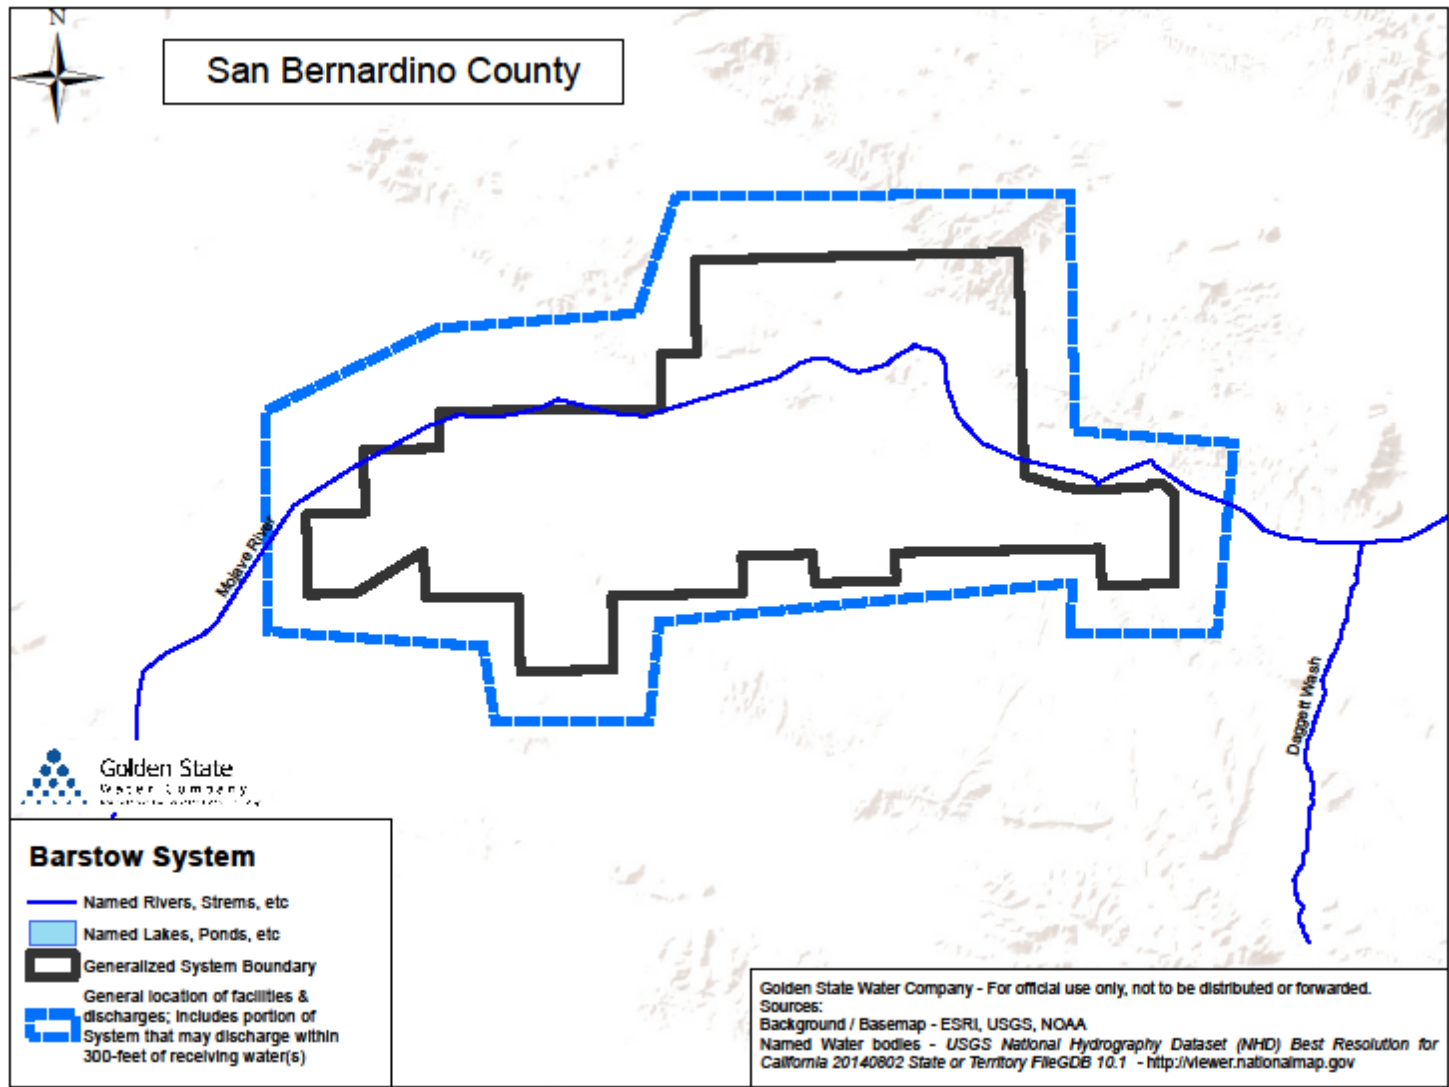 N
San Bernardino County
Mojave River
Daggett Wash
Golden State
Water Company
Barstow System
Named Rivers, Strems, etc
Named Lakes, Ponds, etc
Generalized System Boundary
General location of facilities &
discharges; includes portion of
System that may discharge within
300-feet of receiving water(s)
Golden State Water Company - For official use only, not to be distributed or forwarded.
Sources:
Background / Basemap - ESRI, USGS, NOAA
Named Water bodies - USGS National Hydrography Dataset (NHD) Best Resolution for
California 20140802 State or Territory FileGDB 10.1 - http://viewer.nationalmap.gov